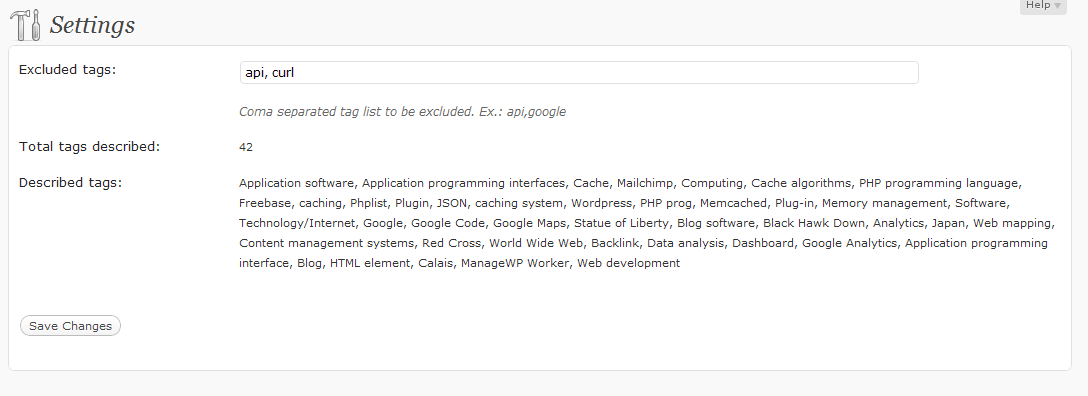 Help
Settings
Excluded tags:
api, curl
Coma separated tag list to be excluded. Ex.: api,google
Total tags described:
42
Described tags:
Application software, Application programming interfaces, Cache, Mailchimp, Computing, Cache algorithms, PHP programming language,
Freebase, caching, Phplist, Plugin, JSON, caching system, Wordpress, PHP prog, Memcached, Plug-in, Memory management, Software,
Technology/Internet, Google, Google Code, Google Maps, Statue of Liberty, Blog software, Black Hawk Down, Analytics, Japan, Web mapping,
Content management systems, Red Cross, World Wide Web, Backlink, Data analysis, Dashboard, Google Analytics, Application programming
interface, Blog, HTML element, Calais, ManageWP Worker, Web development
Save Changes